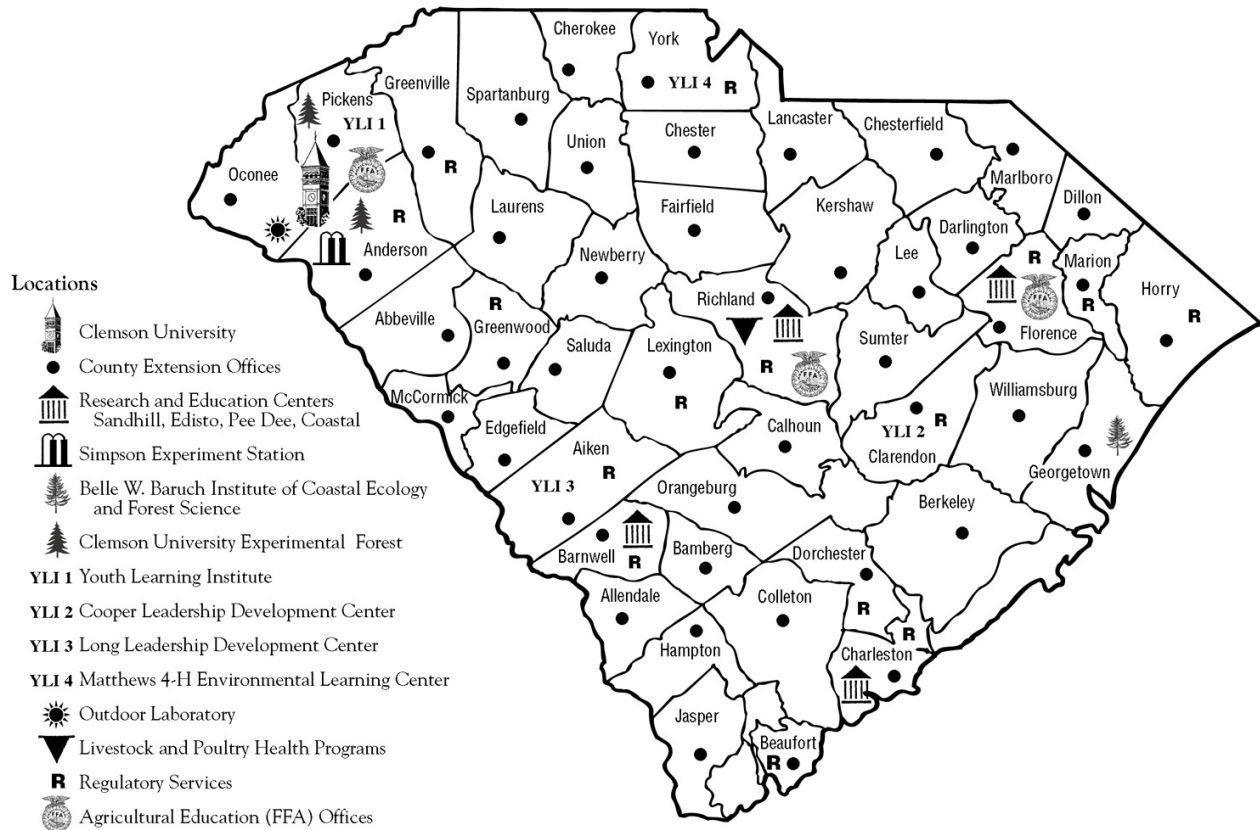 Cherokee
York
YLI 4 R
Greenville
Pickens
YLI 1
Spartanburg
Lancaster
Chesterfield
Chester
Union
R
Marlboro
Oconee
Dillon
Laurens
Fairfield
Kershaw
FFA
R
Darlington
Anderson
Newberry
Lee
R
Marion
Horry
Locations
R
Richland
R
R
Clemson University
Abbeville
Greenwood
Saluda
Lexington
Sumter
Florence
County Extension Offices
R
FFA
Williamsburg
Research and Education Centers
Sandhill, Edisto, Pee Dee, Coastal
McCormick
Edgefield
R
Calhoun
YLI 2
R
Clarendon
Simpson Experiment Station
Aiken
R
Georgetown
Belle W. Baruch Institute of Coastal Ecology
and Forest Science
YLI 3
Orangeburg
Berkeley
Clemson University Experimental Forest
Barnwell
R
Bamberg
Dorchester
YLI 1 Youth Learning Institute
Allendale
Colleton
R
YLI 2 Cooper Leadership Development Center
R
YLI 3 Long Leadership Development Center
Hampton
Charleston
YLI 4 Matthews 4-H Environmental Learning Center
Outdoor Laboratory
Jasper
Livestock and Poultry Health Programs
Beaufort
R
R Regulatory Services
Agricultural Education (FFA) Offices